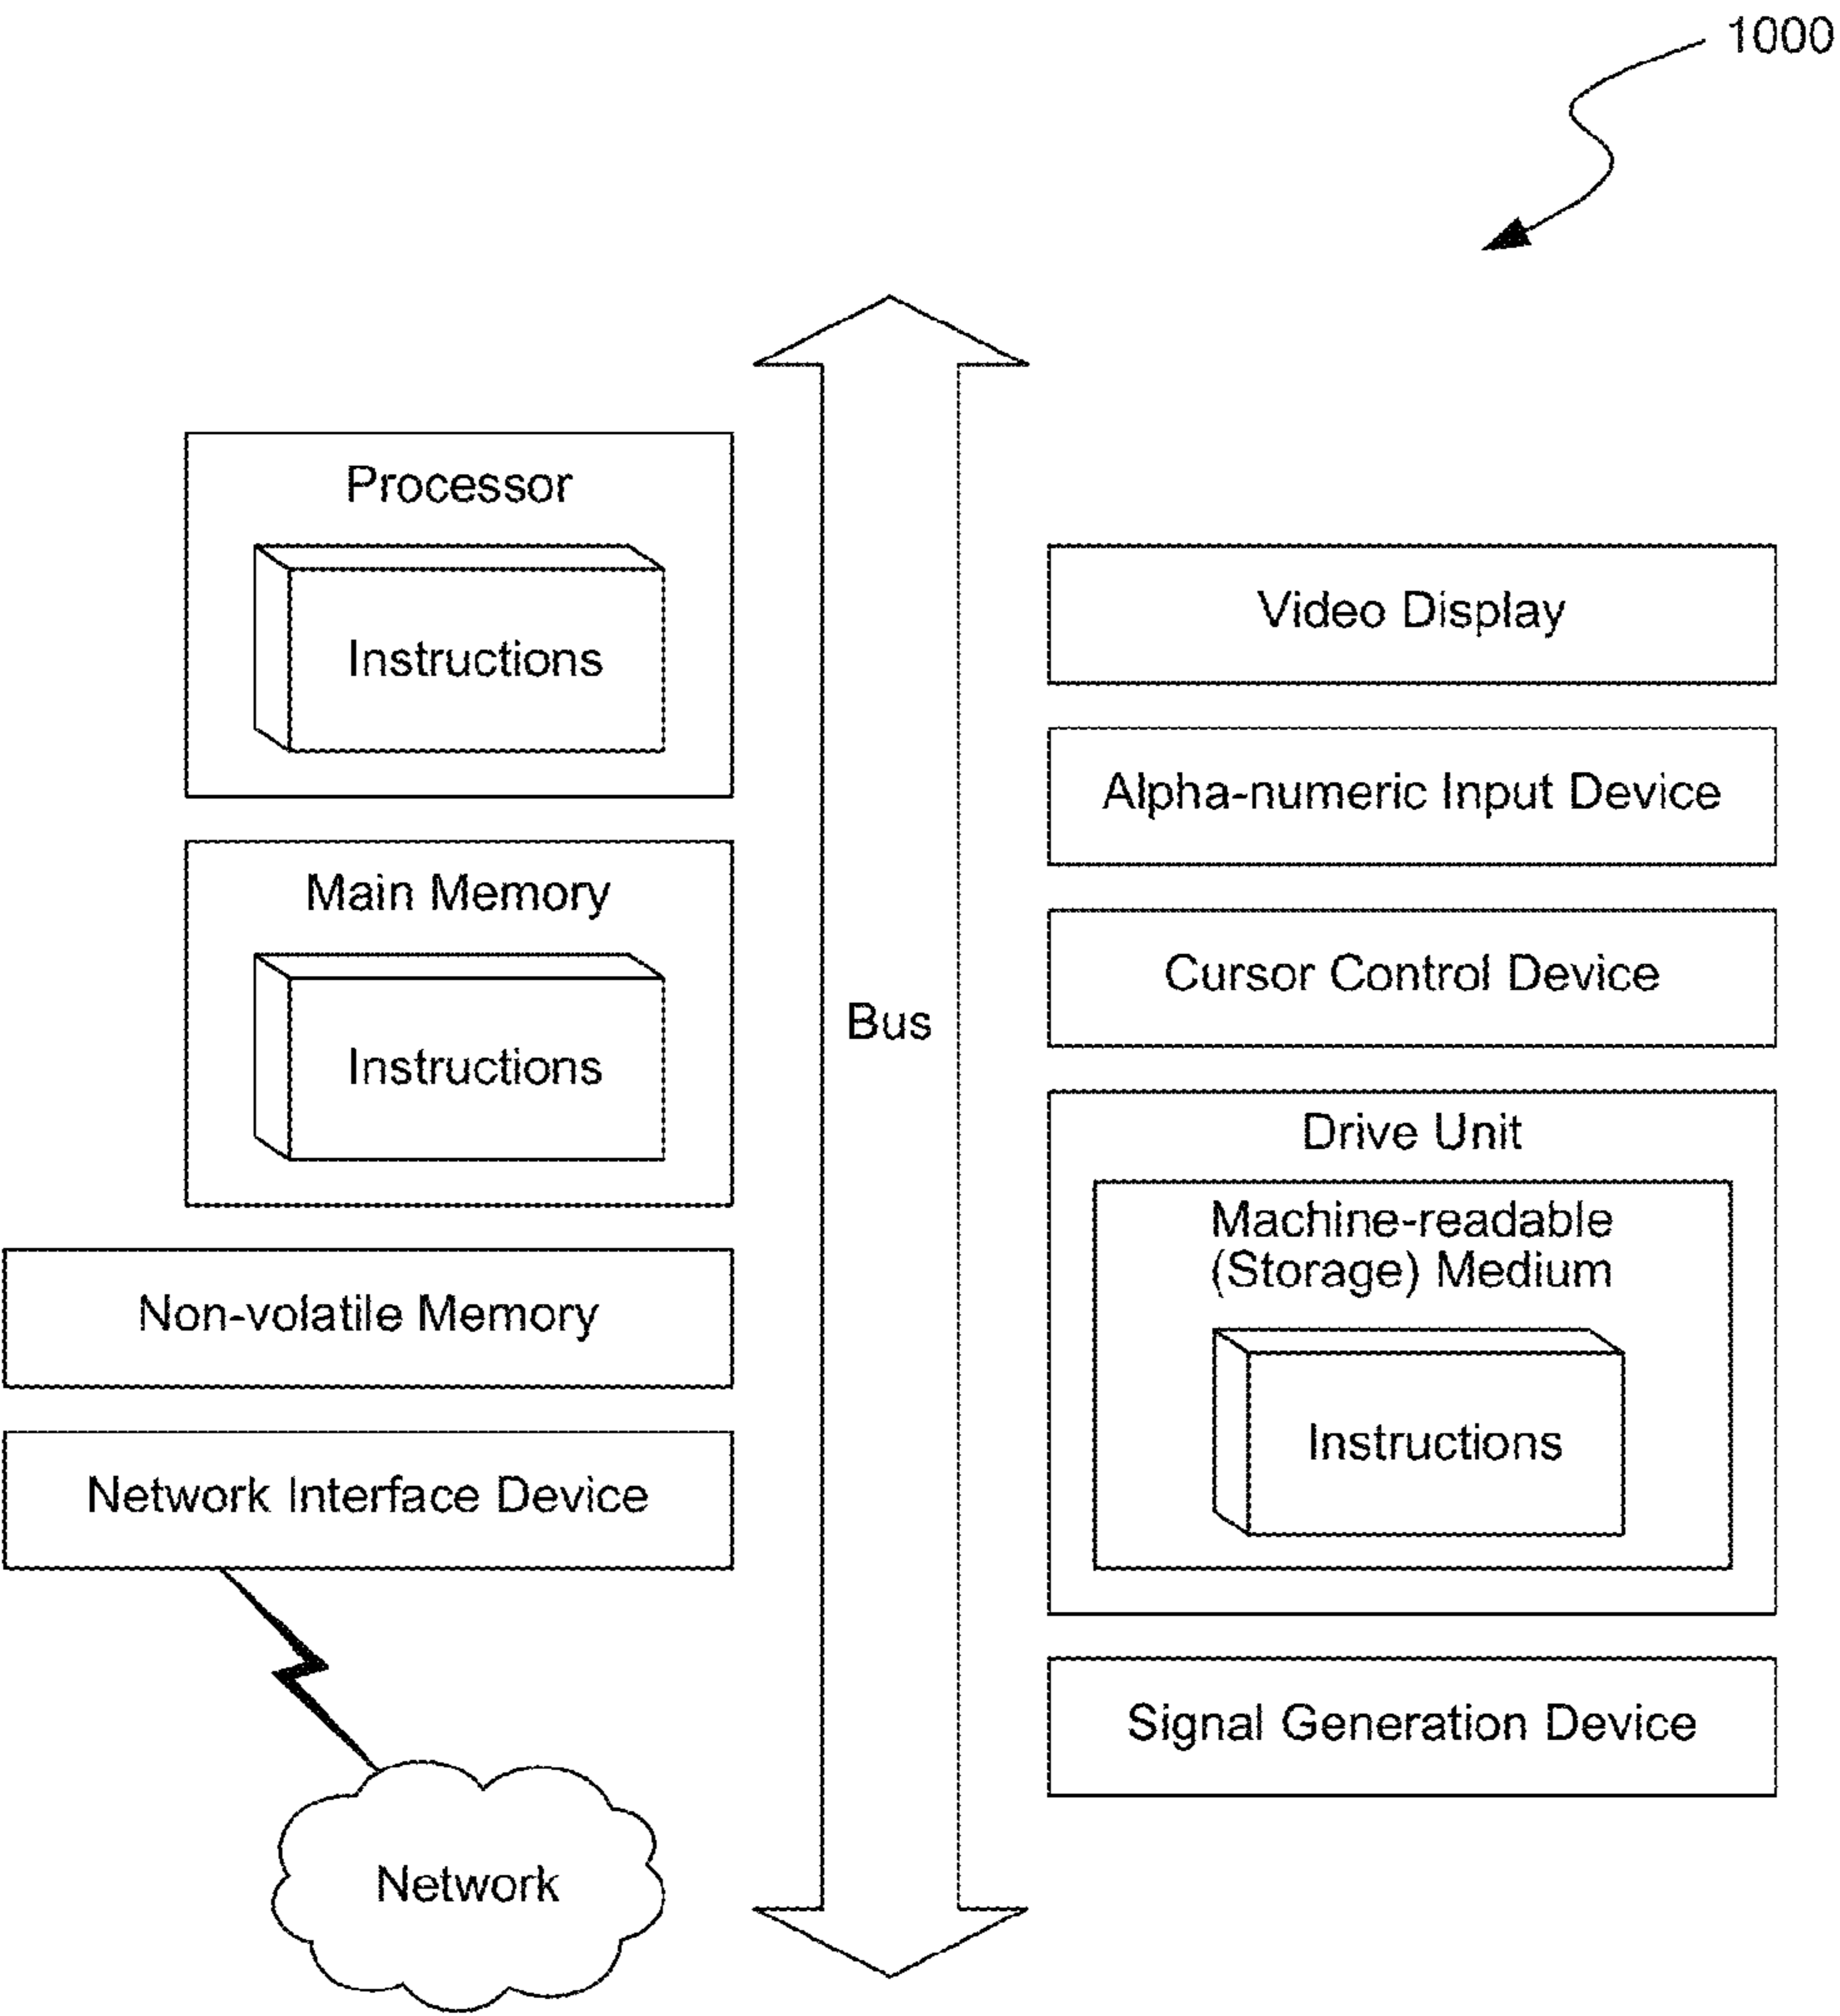 1000
Processor
Instructions
Main Memory
Instructions
Non-volatile Memory
Network Interface Device
Network
Bus
Video Display
Alpha-numeric Input Device
Cursor Control Device
Drive Unit
Machine-readable
(Storage) Medium
Instructions
Signal Generation Device